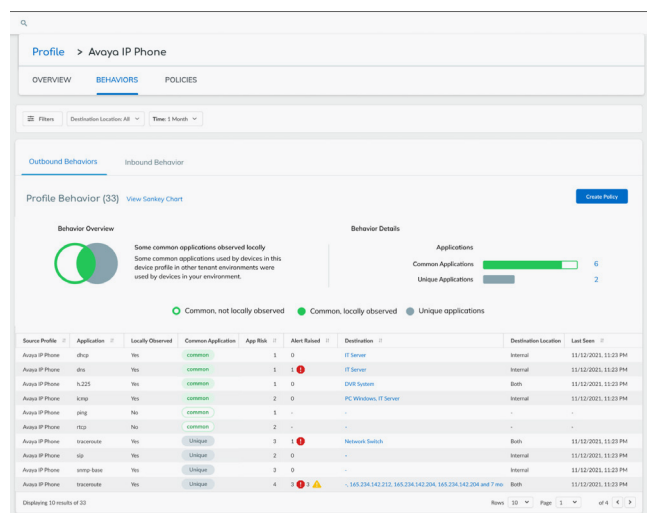 Profile > Avaya IP Phone
OVERVIEW BEHAVIORS POLICIES
Filters Destination Location: All Time: 1 Month
Outbound Behaviors Inbound Behavior
Profile Behavior (33) View Sankey Chart Create Policy
Behavior Overview Behavior Details
Some common applications observed locally
Some common applications used by devices in this
device profile in other tenant environments were
used by devices in your environment.
Applications
Common Applications 6
Unique Applications 2
Common, not locally observed Common, locally observed Unique applications
Source Profile Application Locally Observed Common Application App Risk Alert Raised Destination Destination Location Last Seen
Avaya IP Phone dhcp Yes common 1 0 IT Server Internal 11/12/2021, 11:23 PM
Avaya IP Phone dns Yes common 1 1 IT Server Internal 11/12/2021, 11:23 PM
Avaya IP Phone h.225 Yes common 1 0 DVR System Both 11/12/2021, 11:23 PM
Avaya IP Phone icmp Yes common 2 0 PC Windows, IT Server Internal 11/12/2021, 11:23 PM
Avaya IP Phone ping No common 1 - - - -
Avaya IP Phone rtcp No common 2 - - - -
Avaya IP Phone traceroute Yes Unique 3 1 Network Switch Both 11/12/2021, 11:23 PM
Avaya IP Phone sip Yes Unique 2 0 - Internal 11/12/2021, 11:23 PM
Avaya IP Phone snmp-base Yes Unique 3 0 - Internal 11/12/2021, 11:23 PM
Avaya IP Phone traceroute Yes Unique 4 3 1 -, 165.234.142.212, 165.234.142.204, 165.234.142.204 and 7 mo Both 11/12/2021, 11:23 PM
Displaying 10 results of 33 Rows 10 Page 1 of 4 < >